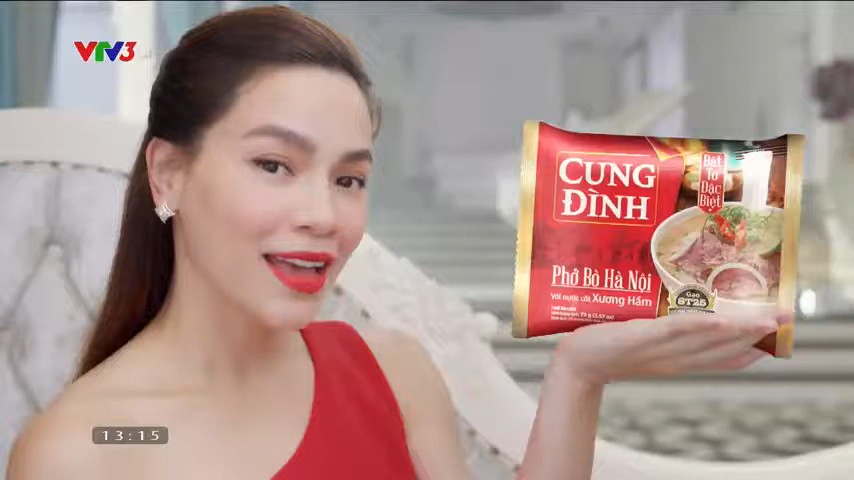 VTV3
CUNG
ĐÌNH
Bát
To
Đặc
Biệt
Phở Bò Hà Nội
Với nước cốt Xương Hầm
Gạo
ST25
13:15